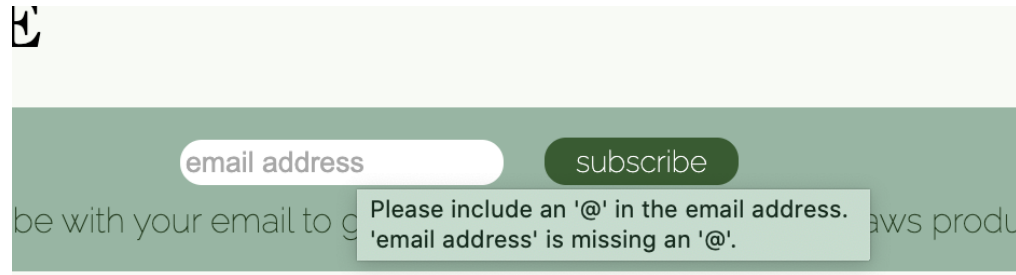 E
email address
subscribe
Please include an '@' in the email address.
'email address' is missing an '@'.
be with your email to g aws produ